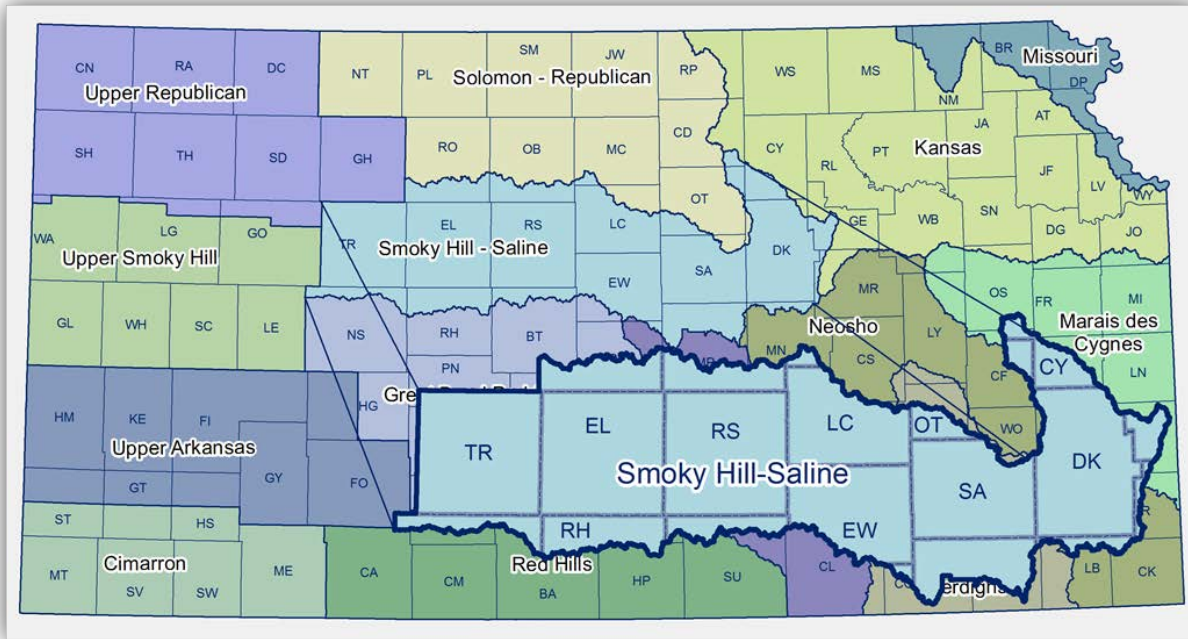 CN RA DC NT PL SM JW RP WS MS NM BR DP
Upper Republican
Solomon - Republican
Missouri
SH TH SD GH RO OB MC CD CY RL PT JA AT
Kansas
JF LV WY
OT GE WB SN DG JO
WA LG GO TR EL RS LC SA DK
Upper Smoky Hill
Smoky Hill - Saline
EW MR OS FR MI
GL WH SC LE NS RH BT MN LY
Neosho
Marais des
Cygnes
PN CS CF LN
HG WO
HM KE FI
Upper Arkansas
GT GY FO
TR EL RS LC OT CY
SA DK
Smoky Hill-Saline
RH EW
ST HS
Cimarron
MT SV SW ME
Red Hills
CA CM BA HP SU CL LB CK